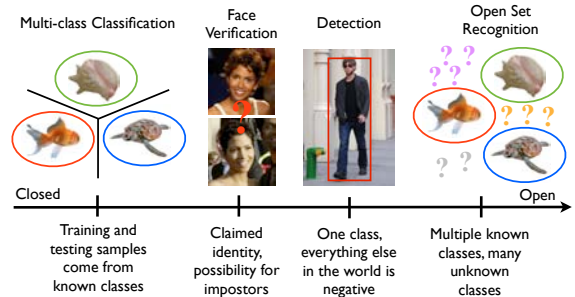 Multi-class Classification
Face
Verification
Detection
Open Set
Recognition
? ? ?
? ?
?
? ? ?
? ?
Closed
Open
Training and
testing samples
come from
known classes
Claimed
identity,
possibility for
impostors
One class,
everything else
in the world is
negative
Multiple known
classes, many
unknown
classes